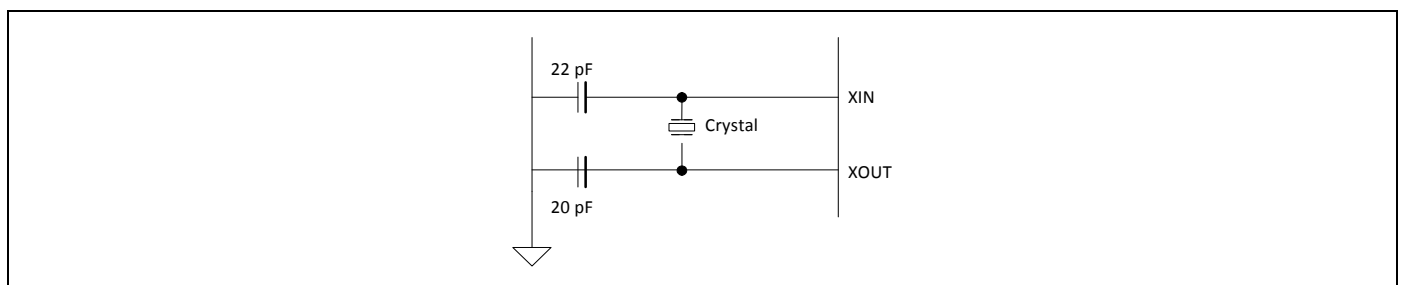 22 pF
XIN
Crystal
XOUT
20 pF